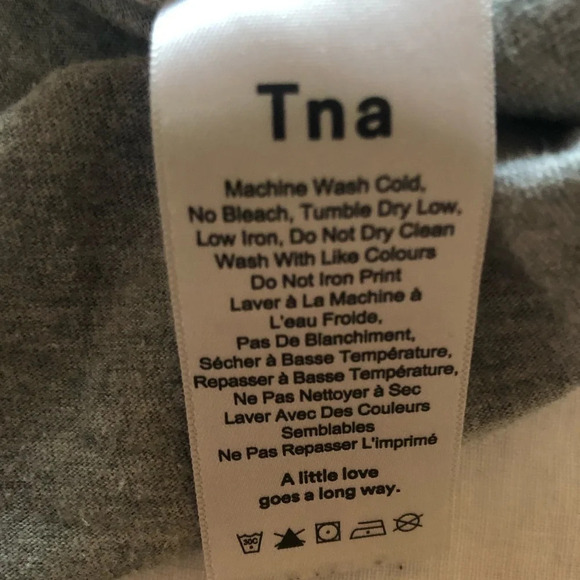 Tna
Machine Wash Cold,
No Bleach, Tumble Dry Low,
Low Iron, Do Not Dry Clean
Wash With Like Colours
Do Not Iron Print
Laver à La Machine à
L'eau Froide,
Pas De Blanchiment,
Sécher à Basse Température,
Repasser à Basse Température,
Ne Pas Nettoyer à Sec
Laver Avec Des Couleurs
Semblables
Ne Pas Repasser L'imprimé
A little love
goes a long way.
30C